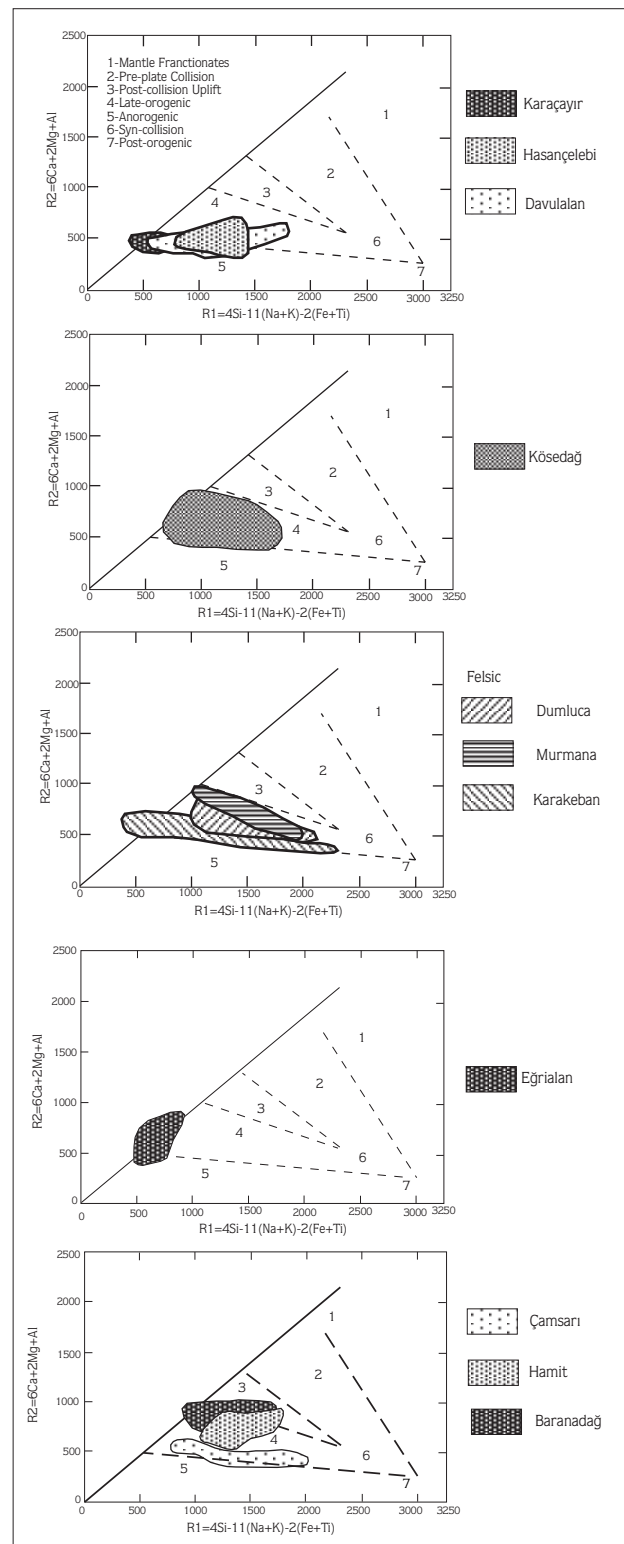 2500
2000
1500
1000
500
0
R2=6Ca+2Mg+Al
1-Mantle Franctionates
2-Pre-plate Collision
3-Post-collision Uplift
4-Late-orogenic
5-Anorogenic
6-Syn-collision
7-Post-orogenic
1
2
3
4
5
6
7
0 500 1000 1500 2000 2500 3000 3250
R1=4Si-11(Na+K)-2(Fe+Ti)
Karaçayır
Hasançelebi
Davulalan
2500
2000
1500
1000
500
0
R2=6Ca+2Mg+Al
1
2
3
4
5
6
7
0 500 1000 1500 2000 2500 3000 3250
R1=4Si-11(Na+K)-2(Fe+Ti)
Kösedağ
2500
2000
1500
1000
500
0
R2=6Ca+2Mg+Al
1
2
3
5
6
7
0 500 1000 1500 2000 2500 3000 3250
R1=4Si-11(Na+K)-2(Fe+Ti)
Felsic
Dumluca
Murmana
Karakeban
2500
2000
1500
1000
500
0
R2=6Ca+2Mg+Al
1
2
3
4
5
6
7
0 500 1000 1500 2000 2500 3000 3250
R1=4Si-11(Na+K)-2(Fe+Ti)
Eğrialan
2500
2000
1500
1000
500
0
R2=6Ca+2Mg+Al
1
2
3
4
5
6
7
0 500 1000 1500 2000 2500 3000 3250
R1=4Si-11(Na+K)-2(Fe+Ti)
Çamsarı
Hamit
Baranadağ